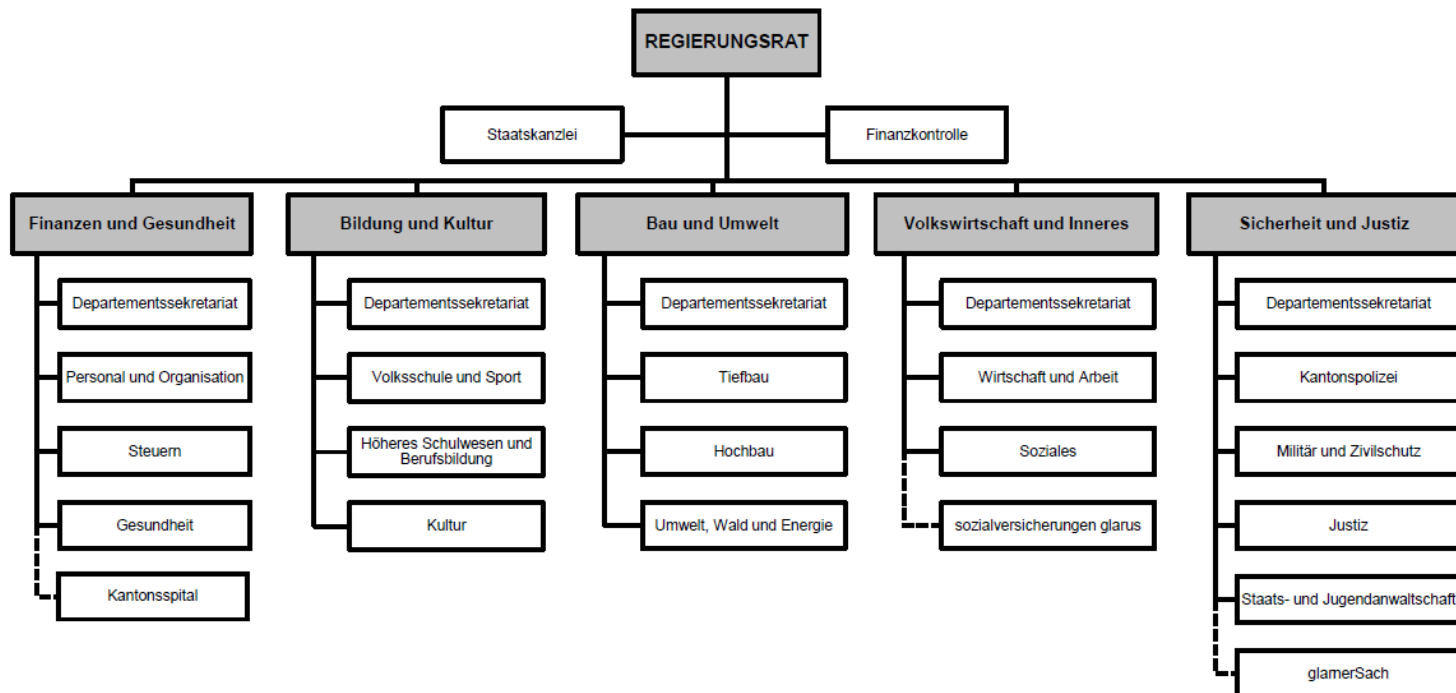 REGIERUNGSRAT
Staatskanzlei
Finanzkontrolle
Finanzen und Gesundheit
Departementssekretariat
Personal und Organisation
Steuern
Gesundheit
Kantonsspital
Bildung und Kultur
Departementssekretariat
Volksschule und Sport
Höheres Schulwesen und
Berufsbildung
Kultur
Bau und Umwelt
Departementssekretariat
Tiefbau
Hochbau
Umwelt, Wald und Energie
Volkswirtschaft und Inneres
Departementssekretariat
Wirtschaft und Arbeit
Soziales
sozialversicherungen glarus
Sicherheit und Justiz
Departementssekretariat
Kantonspolizei
Militär und Zivilschutz
Justiz
Staats- und Jugendanwaltschaft
glarnerSach